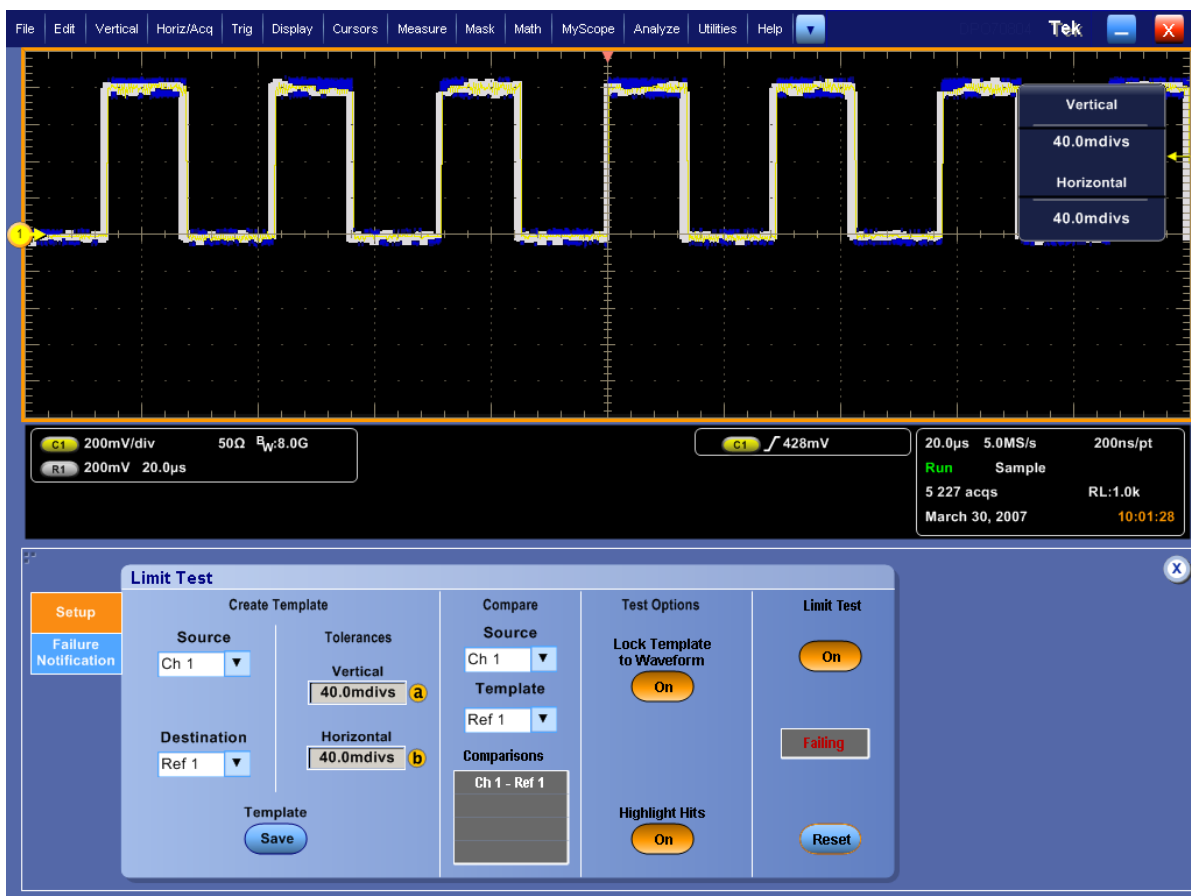 File Edit Vertical Horiz/Acq Trig Display Cursors Measure Mask Math MyScope Analyze Utilities Help Tek X
Vertical
40.0mdivs
Horizontal
40.0mdivs
1
C1 200mV/div 50Ω BW:8.0G
R1 200mV 20.0µs
C1 428mV
20.0µs 5.0MS/s 200ns/pt
Run Sample
5 227 acqs RL:1.0k
March 30, 2007 10:01:28
X
Limit Test
Setup
Failure
Notification
Create Template
Source
Ch 1
Destination
Ref 1
Tolerances
Vertical
40.0mdivs a
Horizontal
40.0mdivs b
Template
Save
Compare
Source
Ch 1
Template
Ref 1
Comparisons
Ch 1 - Ref 1
Test Options
Lock Template
to Waveform
On
Highlight Hits
On
Limit Test
On
Failing
Reset